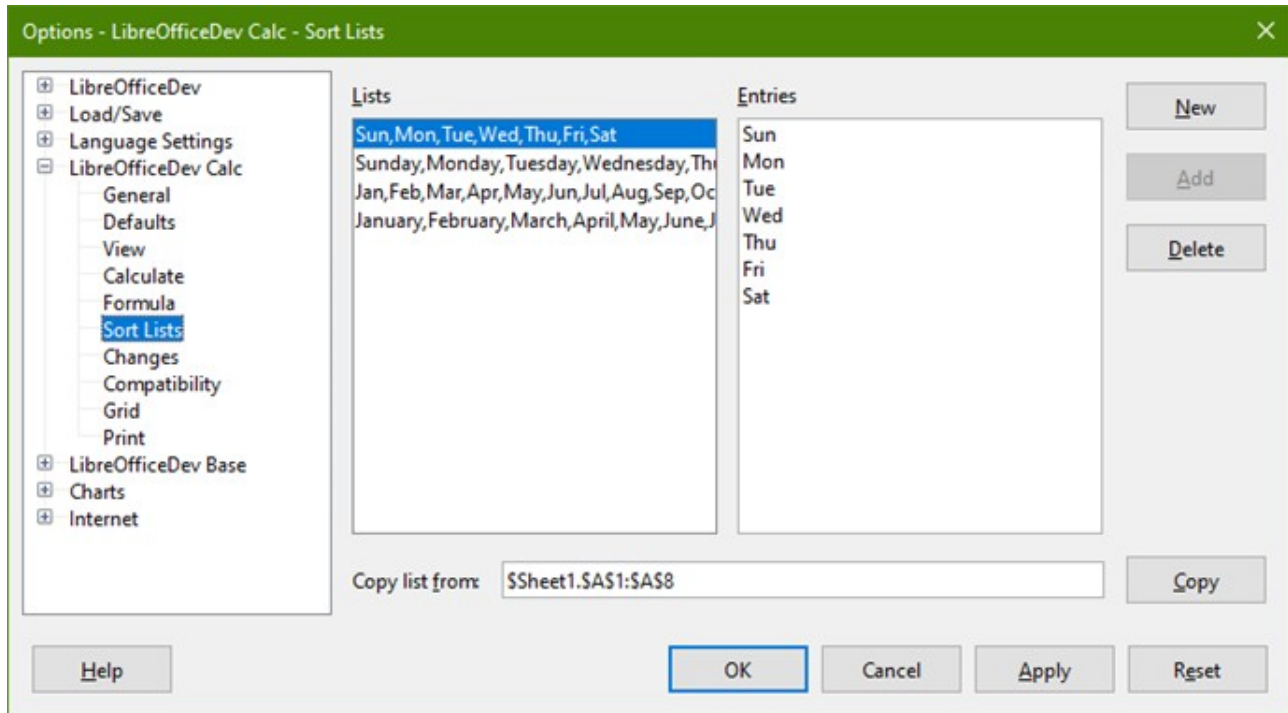 Options - LibreOfficeDev Calc - Sort Lists
LibreOfficeDev
Load/Save
Language Settings
LibreOfficeDev Calc
General
Defaults
View
Calculate
Formula
Sort Lists
Changes
Compatibility
Grid
Print
LibreOfficeDev Base
Charts
Internet
Lists
Sun,Mon,Tue,Wed,Thu,Fri,Sat
Sunday,Monday,Tuesday,Wednesday,Thu
Jan,Feb,Mar,Apr,May,Jun,Jul,Aug,Sep,Oc
January,February,March,April,May,June,J
Entries
Sun
Mon
Tue
Wed
Thu
Fri
Sat
New
Add
Delete
Copy list from: $Sheet1.$A$1:$A$8
Copy
Help
OK
Cancel
Apply
Reset